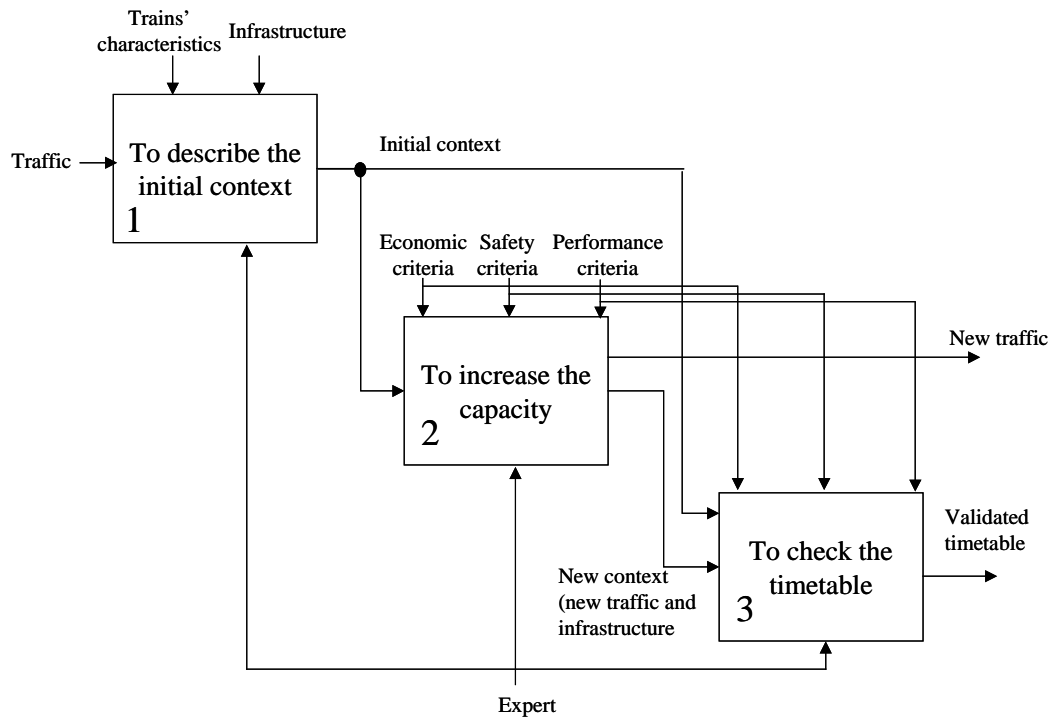 Trains’
characteristics
Infrastructure
Traffic
To describe the
initial context
1
Initial context
Economic
criteria
Safety
criteria
Performance
criteria
New traffic
To increase the
capacity
2
Validated
timetable
To check the
timetable
3
New context
(new traffic and
infrastructure
Expert